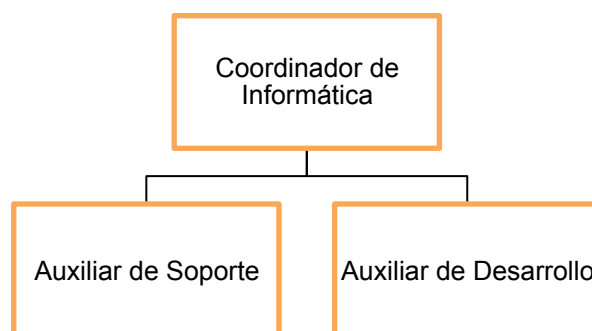 Coordinador de
Informática
Auxiliar de Soporte
Auxiliar de Desarrollo